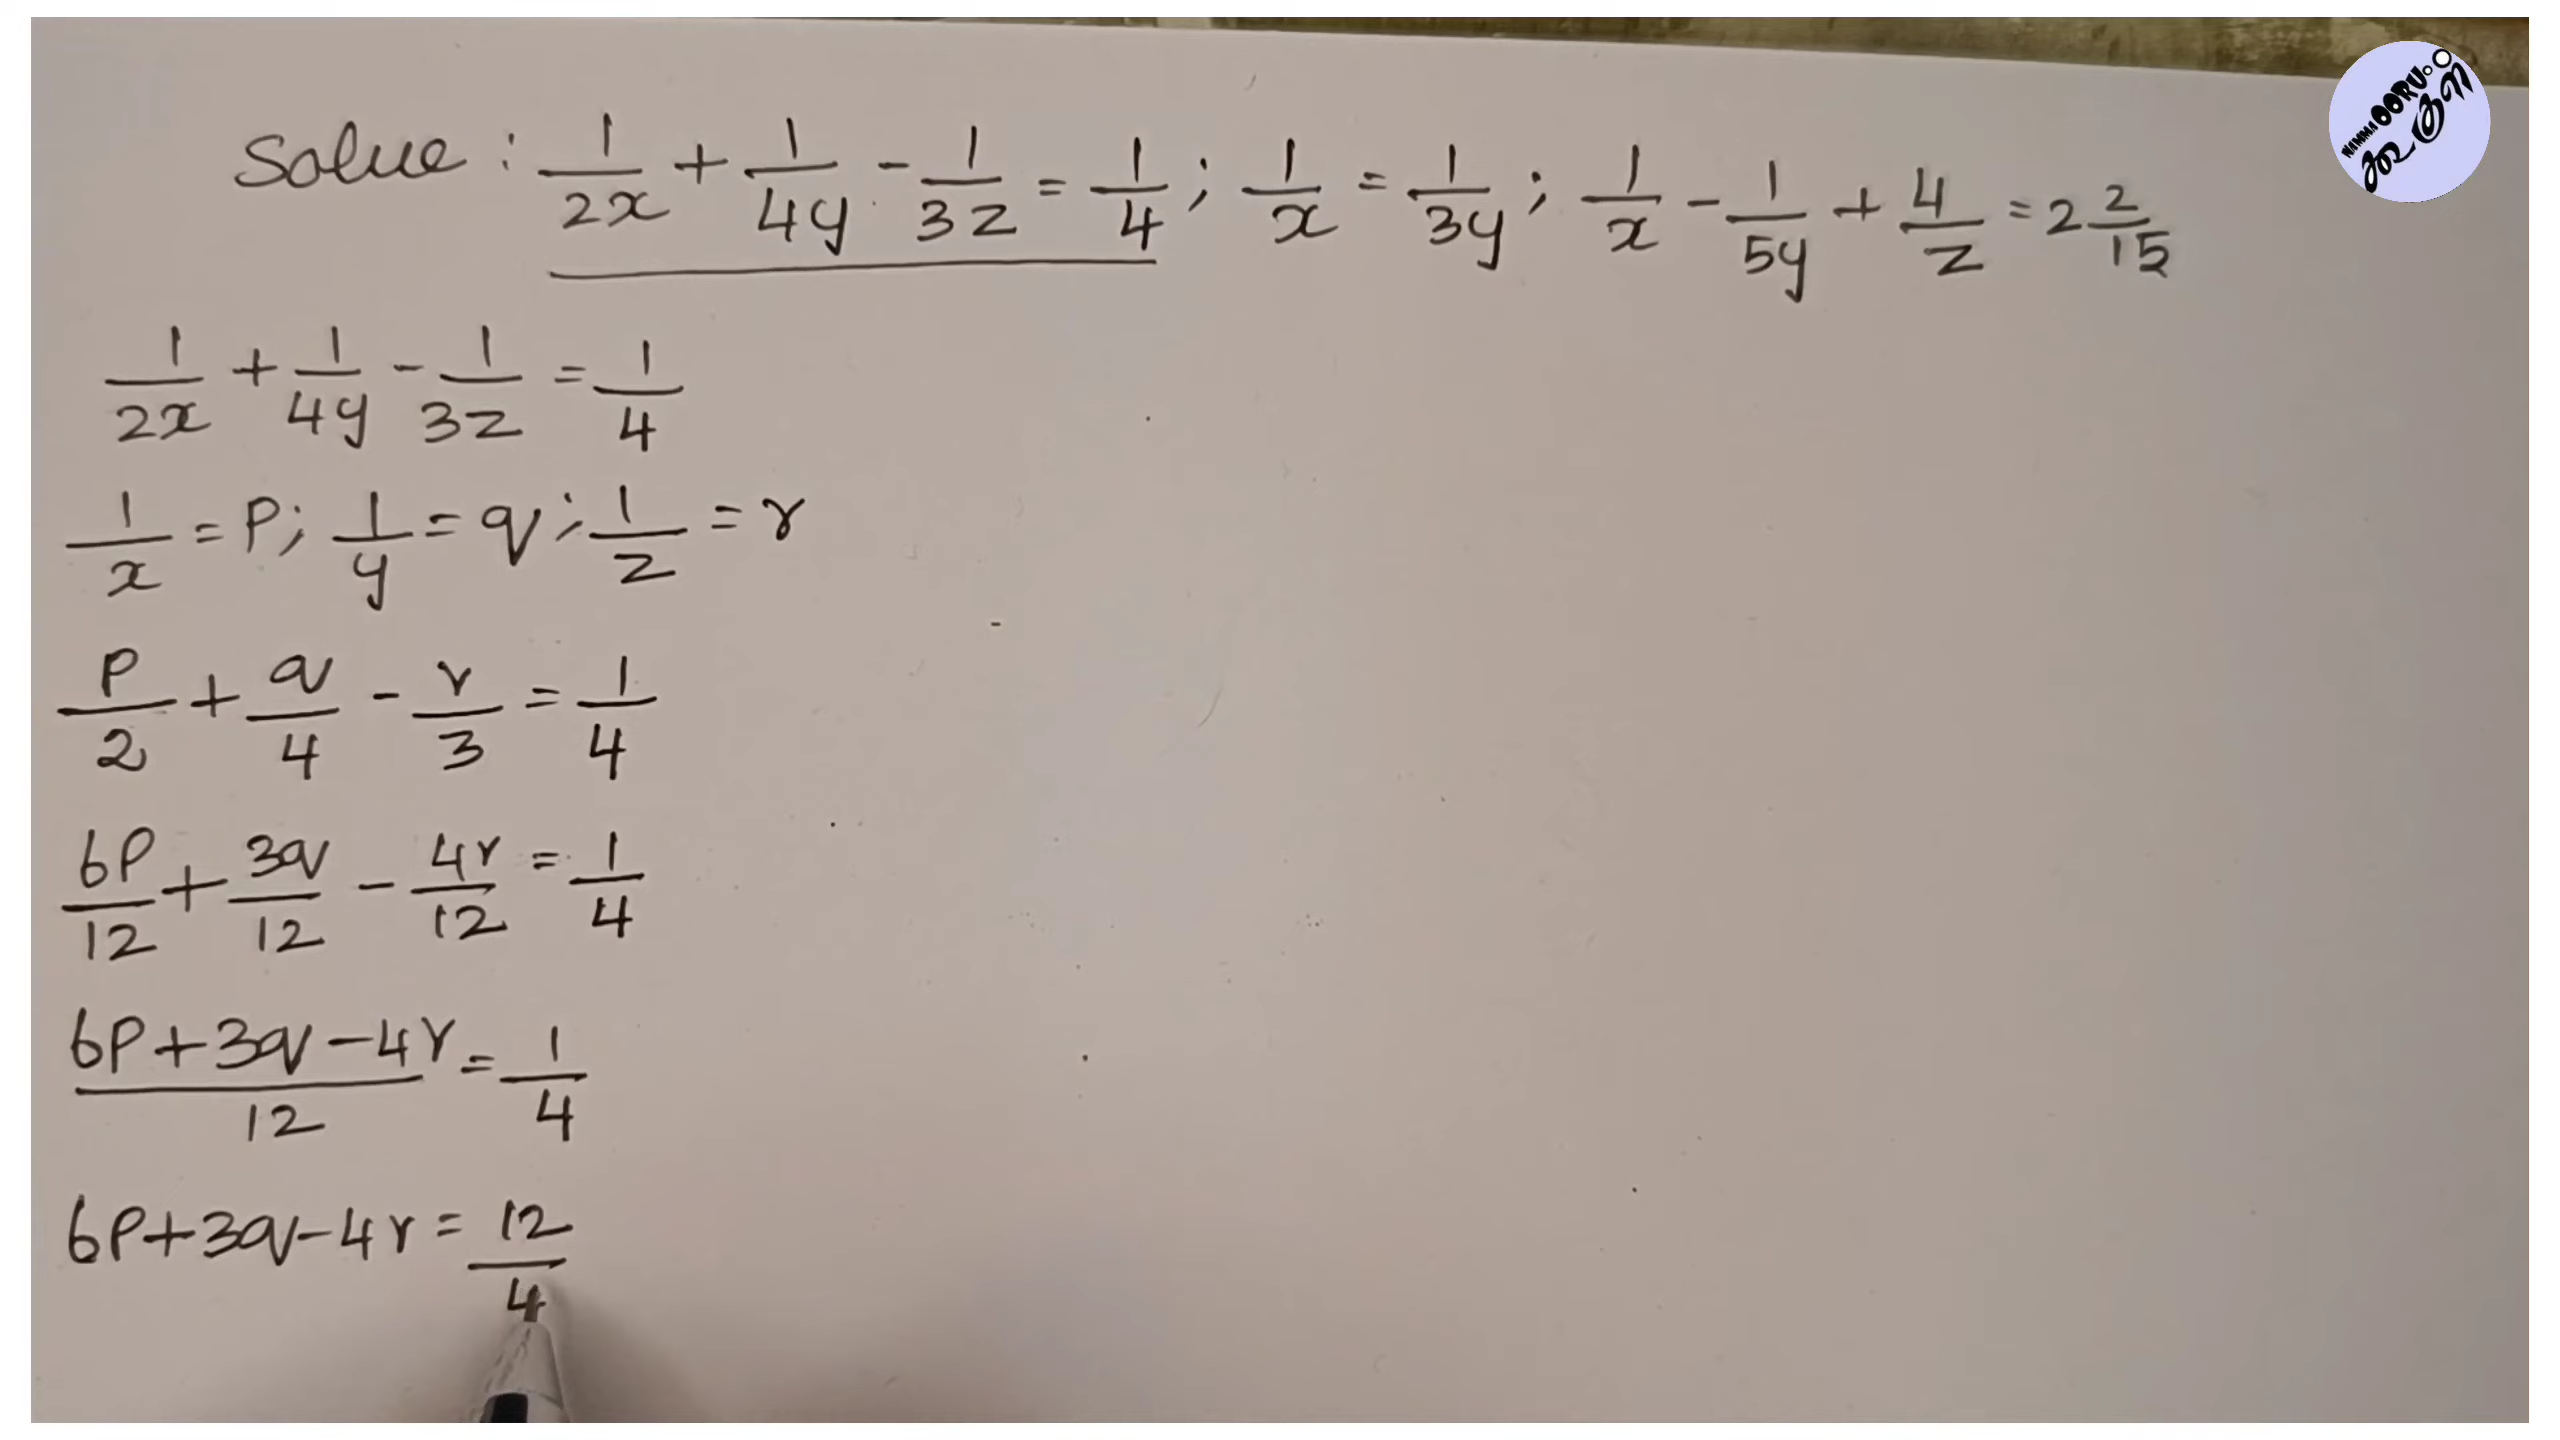 Solve : 1/2x + 1/4y - 1/3z = 1/4 ; 1/x = 1/3y ; 1/x - 1/5y + 4/z = 2 2/15
1/2x + 1/4y - 1/3z = 1/4
1/x = P ; 1/y = q ; 1/z = r
P/2 + q/4 - r/3 = 1/4
6P/12 + 3q/12 - 4r/12 = 1/4
6P + 3q - 4r / 12 = 1/4
6P + 3q - 4r = 12/4
NAMMA OORU